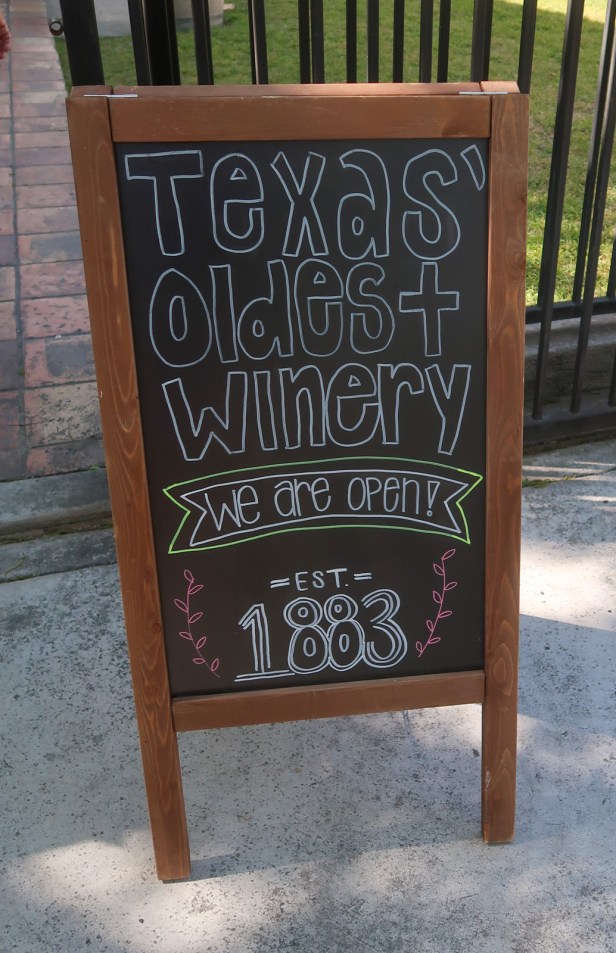 Texas'
Oldest
Winery
We are open!
=EST.=
1883